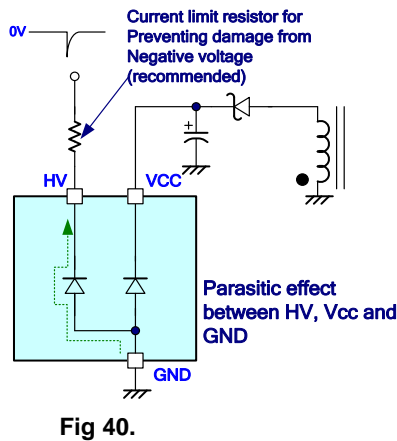 Current limit resistor for
Preventing damage from
Negative voltage
(recommended)
0V
+
HV
VCC
Parasitic effect
between HV, Vcc and
GND
GND
Fig 40.